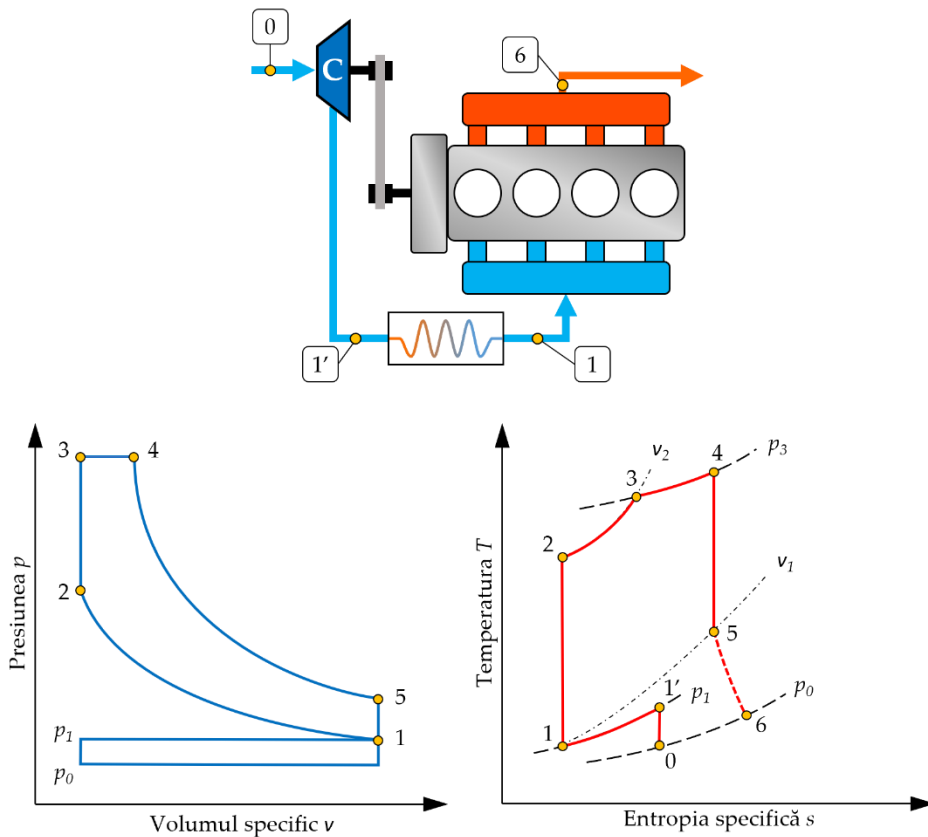 0
C
6
1′
1
3
4
2
5
1
p₁
p₀
Presiunea p
Volumul specific v
v₂
4
p₃
3
2
v₁
5
1′
p₁
p₀
6
1
0
Temperatura T
Entropia specifică s